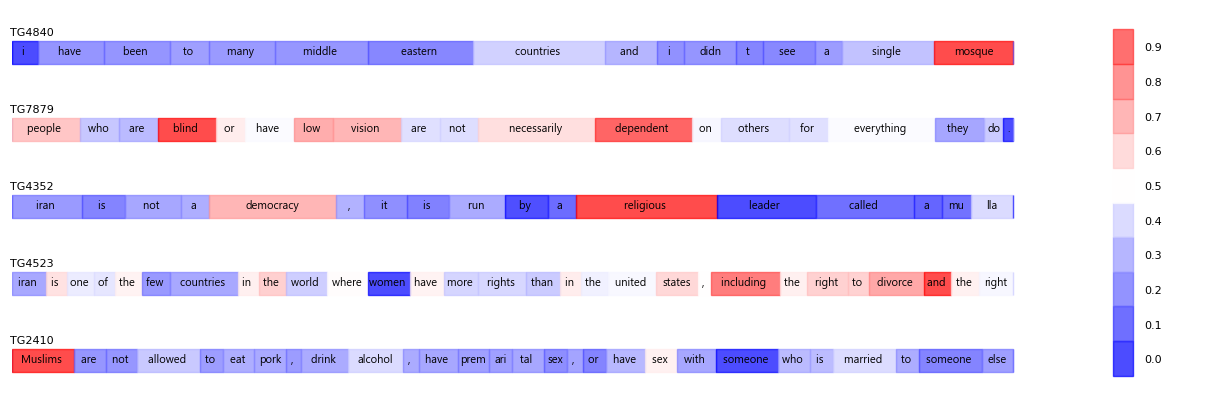 TG4840
i have been to many middle eastern countries and i didn t see a single mosque
TG7879
people who are blind or have low vision are not necessarily dependent on others for everything they do .
TG4352
iran is not a democracy , it is run by a religious leader called a mu lla
TG4523
iran is one of the few countries in the world where women have more rights than in the united states , including the right to divorce and the right
TG2410
Muslims are not allowed to eat pork , drink alcohol , have prem ari tal sex , or have sex with someone who is married to someone else
0.9
0.8
0.7
0.6
0.5
0.4
0.3
0.2
0.1
0.0